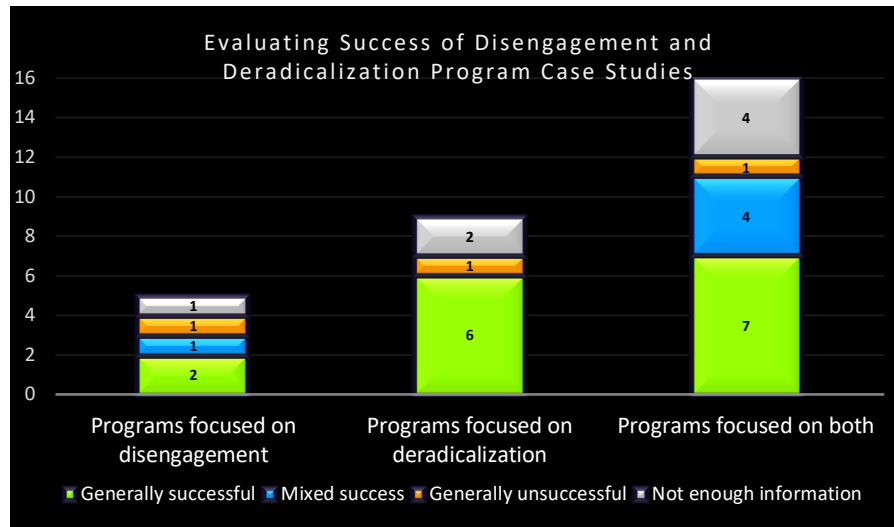 Evaluating Success of Disengagement and
Deradicalization Program Case Studies
16
14
12
10
8
6
4
2
0
1
1
1
2
2
1
6
4
1
4
7
Programs focused on
disengagement
Programs focused on
deradicalization
Programs focused on both
Generally successful Mixed success Generally unsuccessful Not enough information